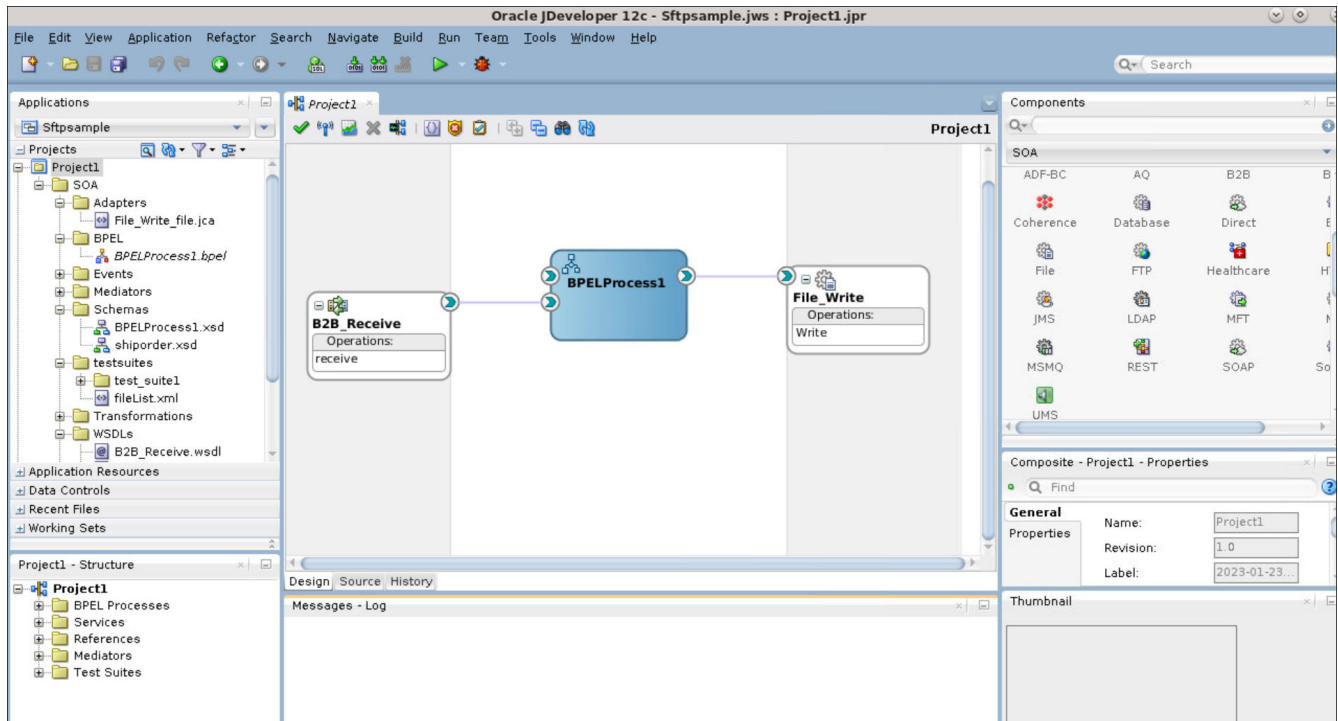 Oracle JDeveloper 12c - Sftpsample.jws : Project1.jpr
File Edit View Application Refactor Search Navigate Build Run Team Tools Window Help
Search
Applications
Sftpsample
Projects
Project1
SOA
Adapters
File_Write_file.jca
BPEL
BPELProcess1.bpel
Events
Mediators
Schemas
BPELProcess1.xsd
shiporder.xsd
testsuites
test_suite1
fileList.xml
Transformations
WSDLs
B2B_Receive.wsdl
Application Resources
Data Controls
Recent Files
Working Sets
Project1 - Structure
Project1
BPEL Processes
Services
References
Mediators
Test Suites
Project1
Project1
B2B_Receive
Operations:
receive
BPELProcess1
File_Write
Operations:
Write
Design Source History
Messages - Log
Components
SOA
ADF-BC AQ B2B
Coherence Database Direct
File FTP Healthcare
JMS LDAP MFT
MSMQ REST SOAP
UMS
Composite - Project1 - Properties
Find
General
Properties
Name: Project1
Revision: 1.0
Label: 2023-01-23...
Thumbnail